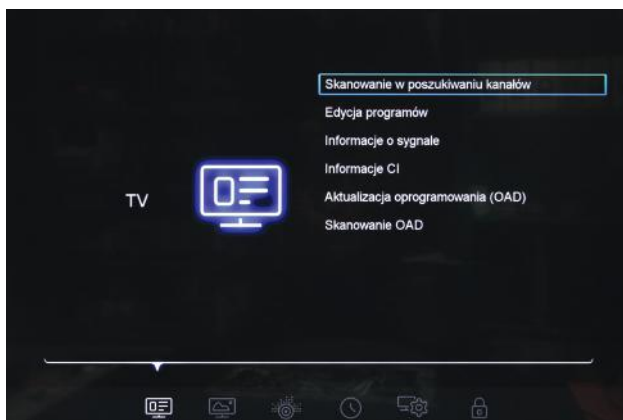 Skanowanie w poszukiwaniu kanałów
Edycja programów
Informacje o sygnale
Informacje CI
TV
Aktualizacja oprogramowania (OAD)
Skanowanie OAD